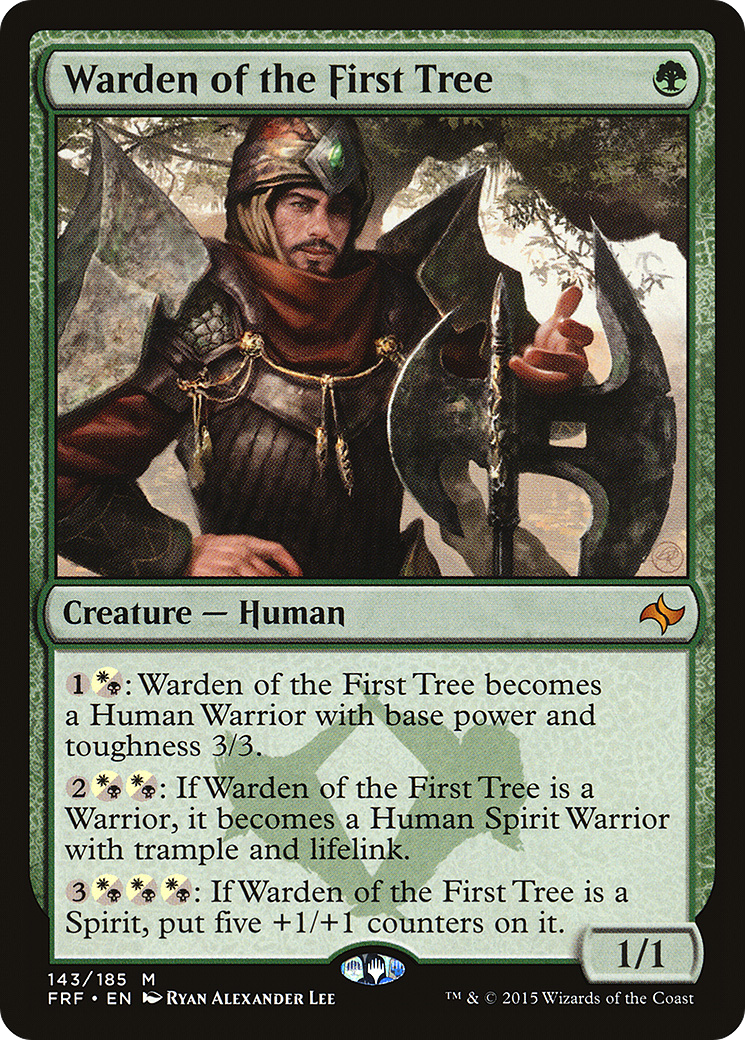 Warden of the First Tree
Creature — Human
1: Warden of the First Tree becomes
a Human Warrior with base power and
toughness 3/3.
2: If Warden of the First Tree is a
Warrior, it becomes a Human Spirit Warrior
with trample and lifelink.
3: If Warden of the First Tree is a
Spirit, put five +1/+1 counters on it.
1/1
143/185 M
FRF • EN Ryan Alexander Lee
™ & © 2015 Wizards of the Coast